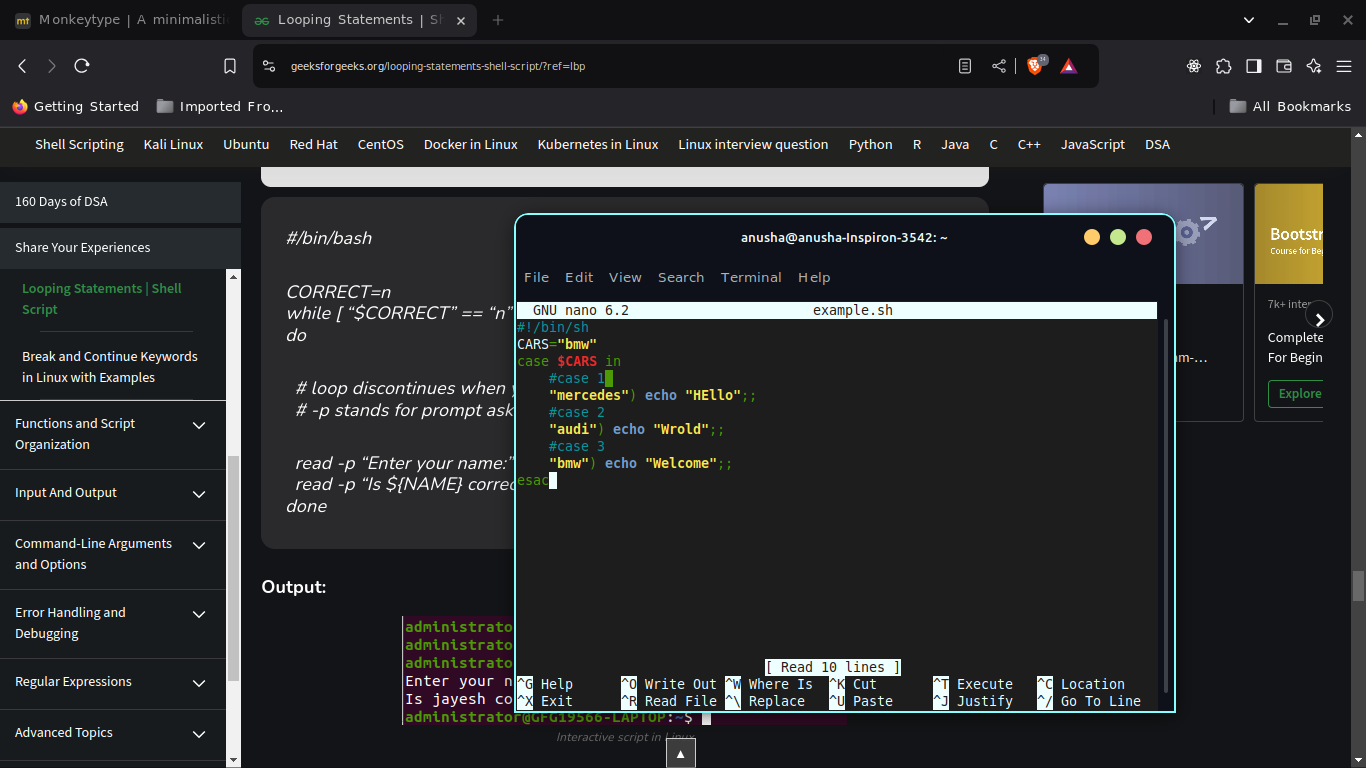 Monkeytype | A minimalisti
Looping Statements | Sh
geeksforgeeks.org/looping-statements-shell-script/?ref=lbp
Getting Started
Imported Fro...
All Bookmarks
Shell Scripting
Kali Linux
Ubuntu
Red Hat
CentOS
Docker in Linux
Kubernetes in Linux
Linux interview question
Python
R
Java
C
C++
JavaScript
DSA
160 Days of DSA
Share Your Experiences
Looping Statements | Shell
Script
Break and Continue Keywords
in Linux with Examples
Functions and Script
Organization
Input And Output
Command-Line Arguments
and Options
Error Handling and
Debugging
Regular Expressions
Advanced Topics
#/bin/bash
CORRECT=n
while [ “$CORRECT” == “n”
do
# loop discontinues when
# -p stands for prompt ask
read -p “Enter your name:”
read -p “Is ${NAME} correc
done
Output:
administrato
administrato
administrato
Enter your n
Is jayesh co
administrator@GFG19566-LAPTOP:~$
Interactive script in Linux
anusha@anusha-Inspiron-3542: ~
File Edit View Search Terminal Help
GNU nano 6.2 example.sh
#!/bin/sh
CARS="bmw"
case $CARS in
#case 1
"mercedes") echo "HEllo";;
#case 2
"audi") echo "Wrold";;
#case 3
"bmw") echo "Welcome";;
esac
[ Read 10 lines ]
^G Help ^O Write Out ^W Where Is ^K Cut ^T Execute ^C Location
^X Exit ^R Read File ^\ Replace ^U Paste ^J Justify ^/ Go To Line
Bootstr
Course for Be
7k+ inter
Complete
For Begin
am-...
Explore